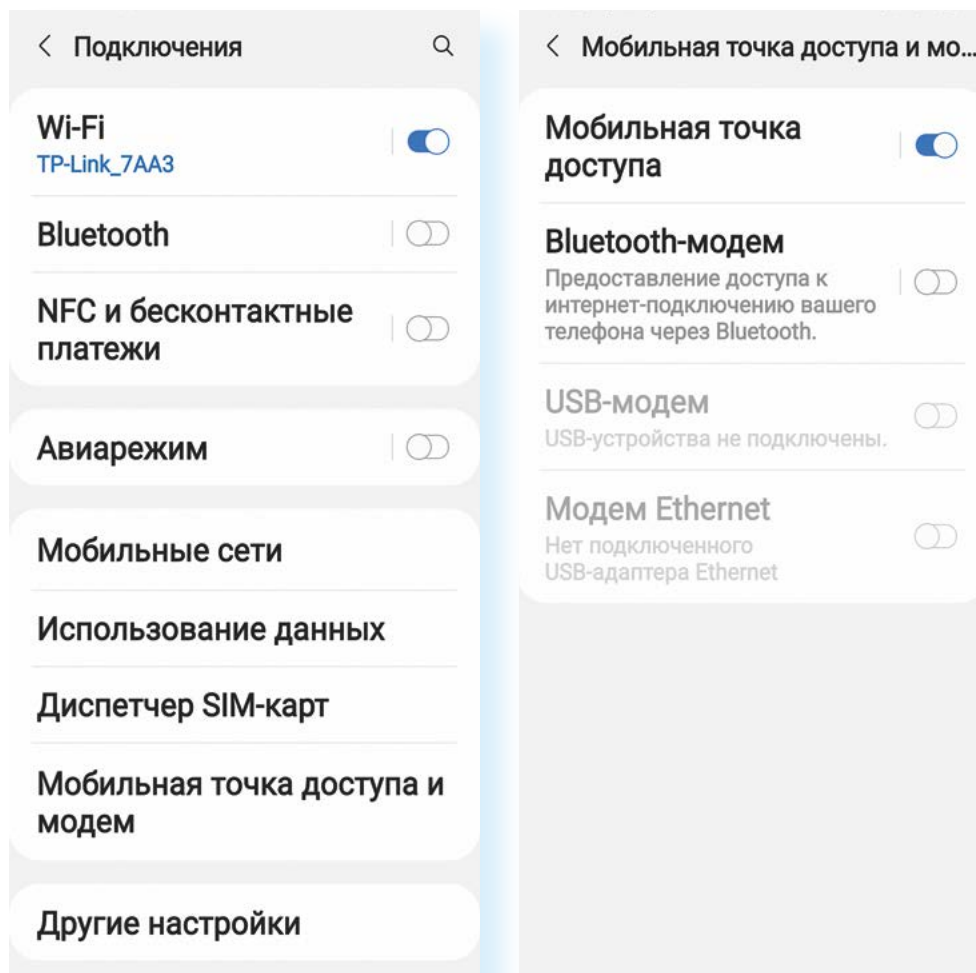 Подключения
Wi-Fi
TP-Link_7AA3
Bluetooth
NFC и бесконтактные
платежи
Авиарежим
Мобильные сети
Использование данных
Диспетчер SIM-карт
Мобильная точка доступа и
модем
Другие настройки
Мобильная точка доступа и мо...
Мобильная точка
доступа
Bluetooth-модем
Предоставление доступа к
интернет-подключению вашего
телефона через Bluetooth.
USB-модем
USB-устройства не подключены.
Модем Ethernet
Нет подключенного
USB-адаптера Ethernet